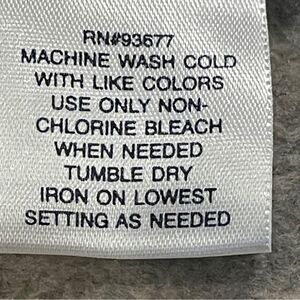 RN#93677
MACHINE WASH COLD
WITH LIKE COLORS
USE ONLY NON-
CHLORINE BLEACH
WHEN NEEDED
TUMBLE DRY
IRON ON LOWEST
SETTING AS NEEDED